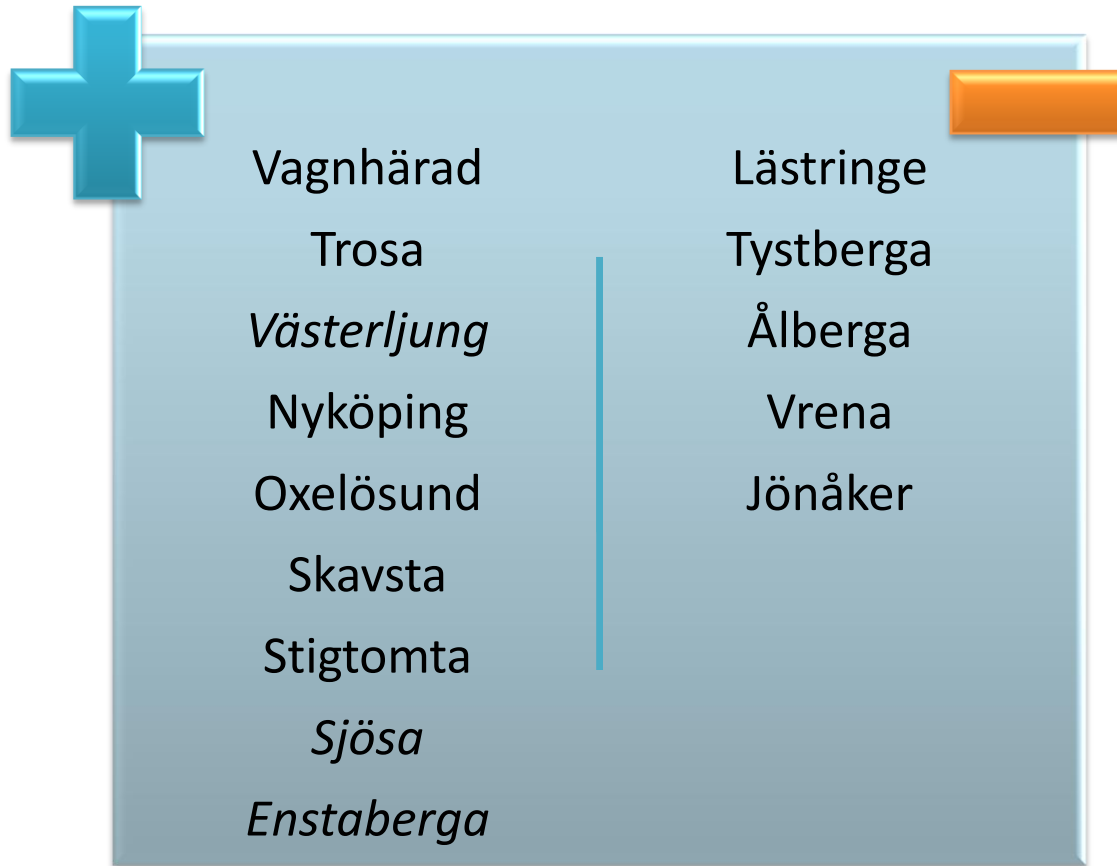 Vagnhärad
Trosa
Västerljung
Nyköping
Oxelösund
Skavsta
Stigtomta
Sjösa
Enstaberga
Lästringe
Tystberga
Ålberga
Vrena
Jönåker